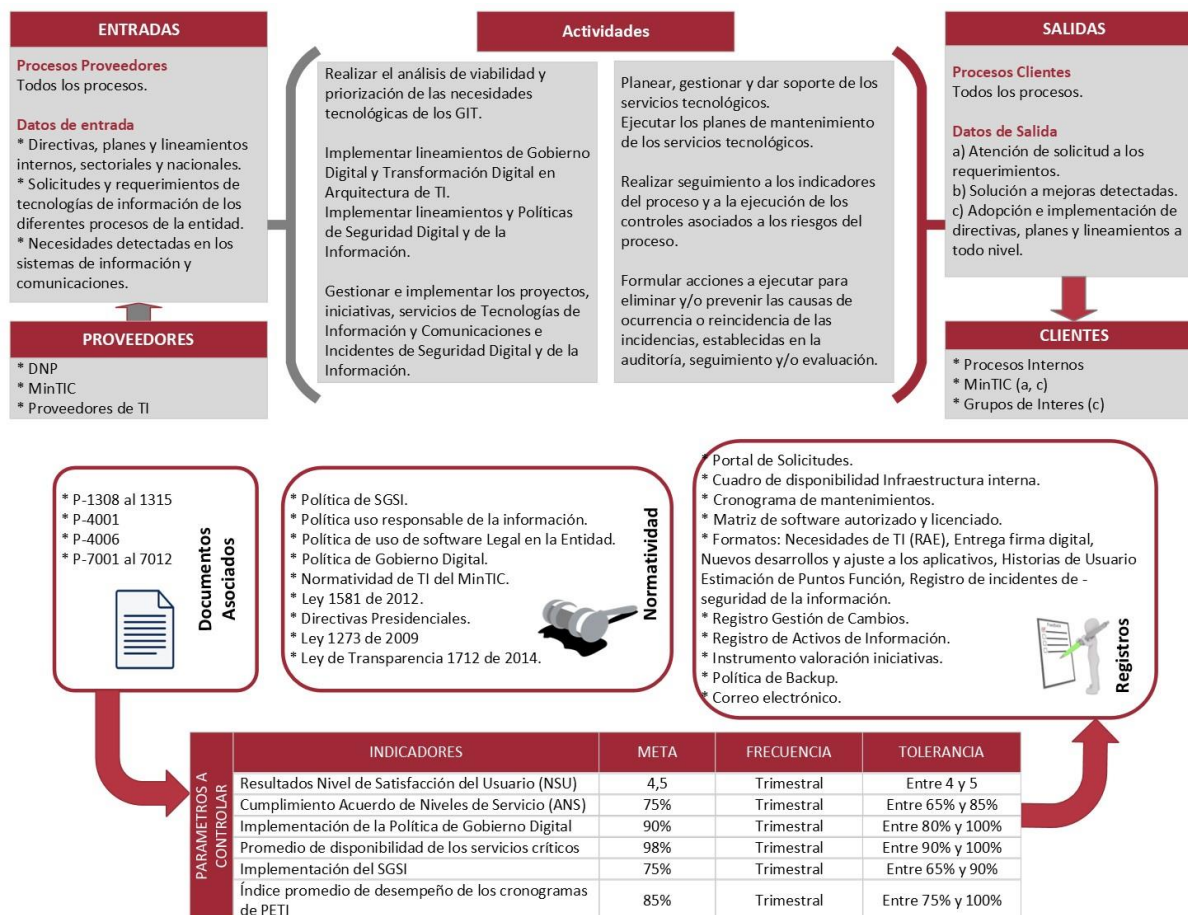 ENTRADAS
Procesos Proveedores
Todos los procesos.
Datos de entrada
* Directivas, planes y lineamientos
internos, sectoriales y nacionales.
* Solicitudes y requerimientos de
tecnologías de información de los
diferentes procesos de la entidad.
* Necesidades detectadas en los
sistemas de información y
comunicaciones.
PROVEEDORES
* DNP
* MinTIC
* Proveedores de TI
Actividades
Realizar el análisis de viabilidad y
priorización de las necesidades
tecnológicas de los GIT.
Implementar lineamientos de Gobierno
Digital y Transformación Digital en
Arquitectura de TI.
Implementar lineamientos y Políticas
de Seguridad Digital y de la
Información.
Gestionar e implementar los proyectos,
iniciativas, servicios de Tecnologías de
Información y Comunicaciones e
Incidentes de Seguridad Digital y de la
Información.
Planear, gestionar y dar soporte de los
servicios tecnológicos.
Ejecutar los planes de mantenimiento
de los servicios tecnológicos.
Realizar seguimiento a los indicadores
del proceso y a la ejecución de los
controles asociados a los riesgos del
proceso.
Formular acciones a ejecutar para
eliminar y/o prevenir las causas de
ocurrencia o reincidencia de las
incidencias, establecidas en la
auditoría, seguimiento y/o evaluación.
SALIDAS
Procesos Clientes
Todos los procesos.
Datos de Salida
a) Atención de solicitud a los
requerimientos.
b) Solución a mejoras detectadas.
c) Adopción e implementación de
directivas, planes y lineamientos a
todo nivel.
CLIENTES
* Procesos Internos
* MinTIC (a, c)
* Grupos de Interes (c)
* P-1308 al 1315
* P-4001
* P-4006
* P-7001 al 7012
Documentos
Asociados
* Política de SGSI.
* Política uso responsable de la información.
* Política de uso de software Legal en la Entidad.
* Política de Gobierno Digital.
* Normatividad de TI del MinTIC.
* Ley 1581 de 2012.
* Directivas Presidenciales.
* Ley 1273 de 2009
* Ley de Transparencia 1712 de 2014.
Normatividad
* Portal de Solicitudes.
* Cuadro de disponibilidad Infraestructura interna.
* Cronograma de mantenimientos.
* Matriz de software autorizado y licenciado.
* Formatos: Necesidades de TI (RAE), Entrega firma digital,
Nuevos desarrollos y ajuste a los aplicativos, Historias de Usuario
Estimación de Puntos Función, Registro de incidentes de -
seguridad de la información.
* Registro Gestión de Cambios.
* Registro de Activos de Información.
* Instrumento valoración iniciativas.
* Política de Backup.
* Correo electrónico.
Registros
PARAMETROS A
CONTROLAR
INDICADORES META FRECUENCIA TOLERANCIA
Resultados Nivel de Satisfacción del Usuario (NSU) 4,5 Trimestral Entre 4 y 5
Cumplimiento Acuerdo de Niveles de Servicio (ANS) 75% Trimestral Entre 65% y 85%
Implementación de la Política de Gobierno Digital 90% Trimestral Entre 80% y 100%
Promedio de disponibilidad de los servicios críticos 98% Trimestral Entre 90% y 100%
Implementación del SGSI 75% Trimestral Entre 65% y 90%
Índice promedio de desempeño de los cronogramas
de PETI 85% Trimestral Entre 75% y 100%